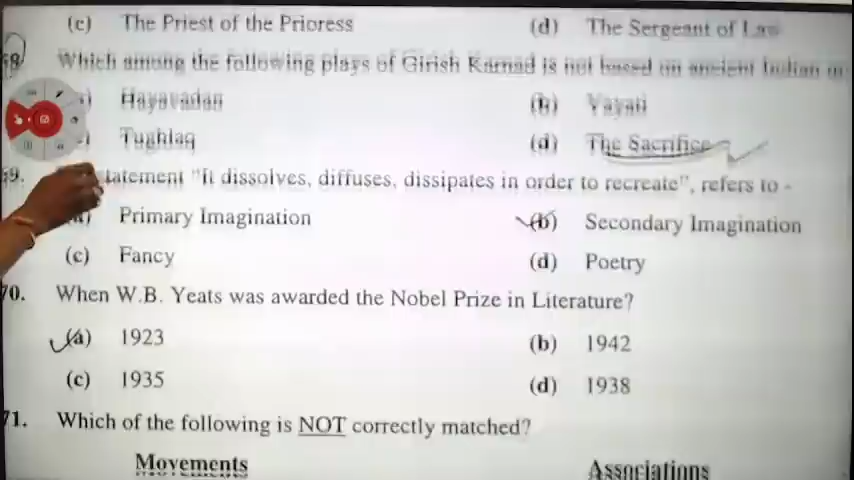 (c) The Priest of the Prioress (d) The Sergeant of Law
68. Which among the following plays of Girish Karnad is not based on ancient Indian
Hayavadan (b) Yayati
Tughlaq (d) The Sacrifice
69. statement "It dissolves, diffuses, dissipates in order to recreate", refers to -
(a) Primary Imagination (b) Secondary Imagination
(c) Fancy (d) Poetry
70. When W.B. Yeats was awarded the Nobel Prize in Literature?
(a) 1923 (b) 1942
(c) 1935 (d) 1938
71. Which of the following is NOT correctly matched?
Movements Associations